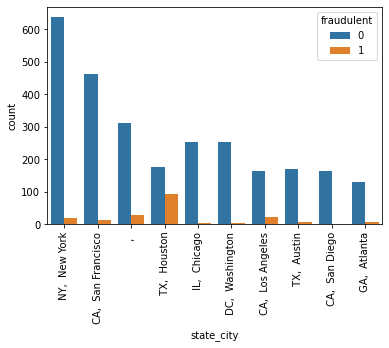 fraudulent
0
1
600
500
400
300
200
100
0
count
NY,  New York
CA,  San Francisco
,
TX,  Houston
IL,  Chicago
DC,  Washington
CA,  Los Angeles
TX,  Austin
CA,  San Diego
GA,  Atlanta
state_city